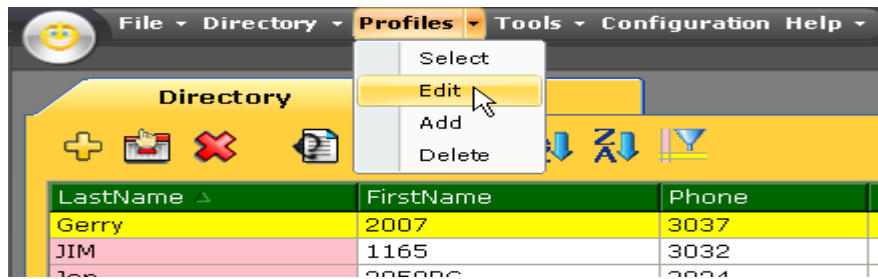 File Directory Profiles Tools Configuration Help
Select
Edit
Add
Delete
Directory
LastName FirstName Phone
Gerry 2007 3037
JIM 1165 3032